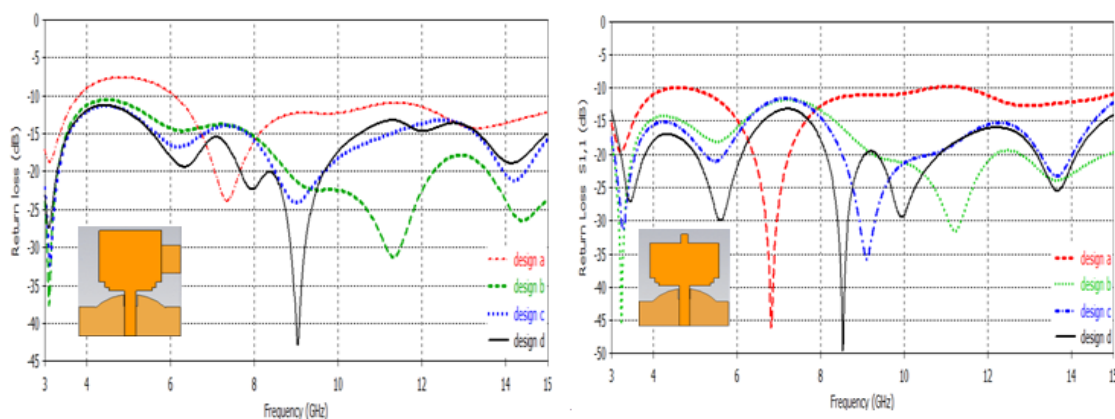 0
-5
-10
-15
-20
-25
-30
-35
-40
-45
Return loss (dB)
design a
design b
design c
design d
3 4 6 8 10 12 14 15
Frequency (GHz)
0
-5
-10
-15
-20
-25
-30
-35
-40
-45
-50
Return Loss S1,1 (dB)
design a
design b
design c
design d
3 4 6 8 10 12 14 15
Frequency (GHz)